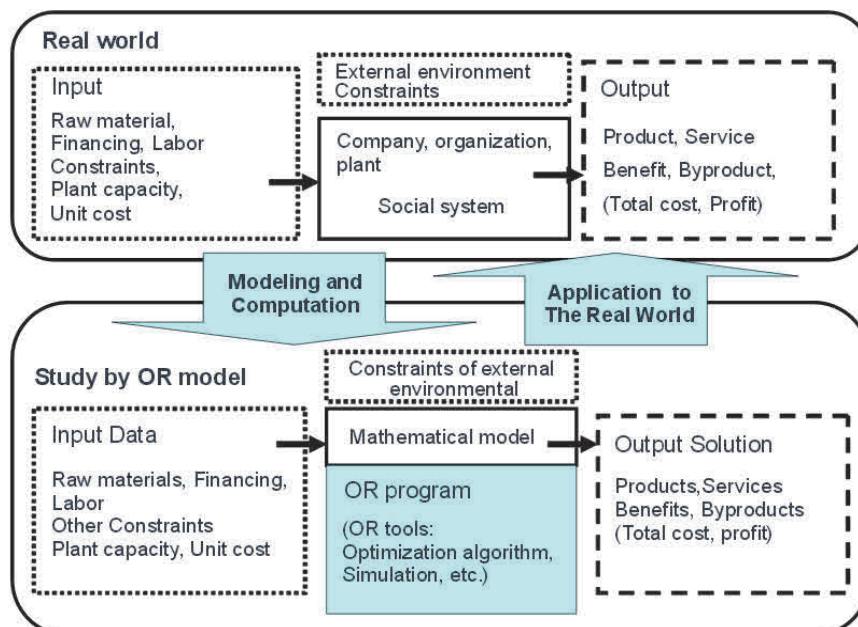 Real world
Input
Raw material,
Financing, Labor
Constraints,
Plant capacity,
Unit cost
External environment
Constraints
Company, organization,
plant
Social system
Output
Product, Service
Benefit, Byproduct,
(Total cost, Profit)
Modeling and
Computation
Application to
The Real World
Study by OR model
Input Data
Raw materials, Financing,
Labor
Other Constraints
Plant capacity, Unit cost
Constraints of external
environmental
Mathematical model
OR program
(OR tools:
Optimization algorithm,
Simulation, etc.)
Output Solution
Products,Services
Benefits, Byproducts
(Total cost, profit)